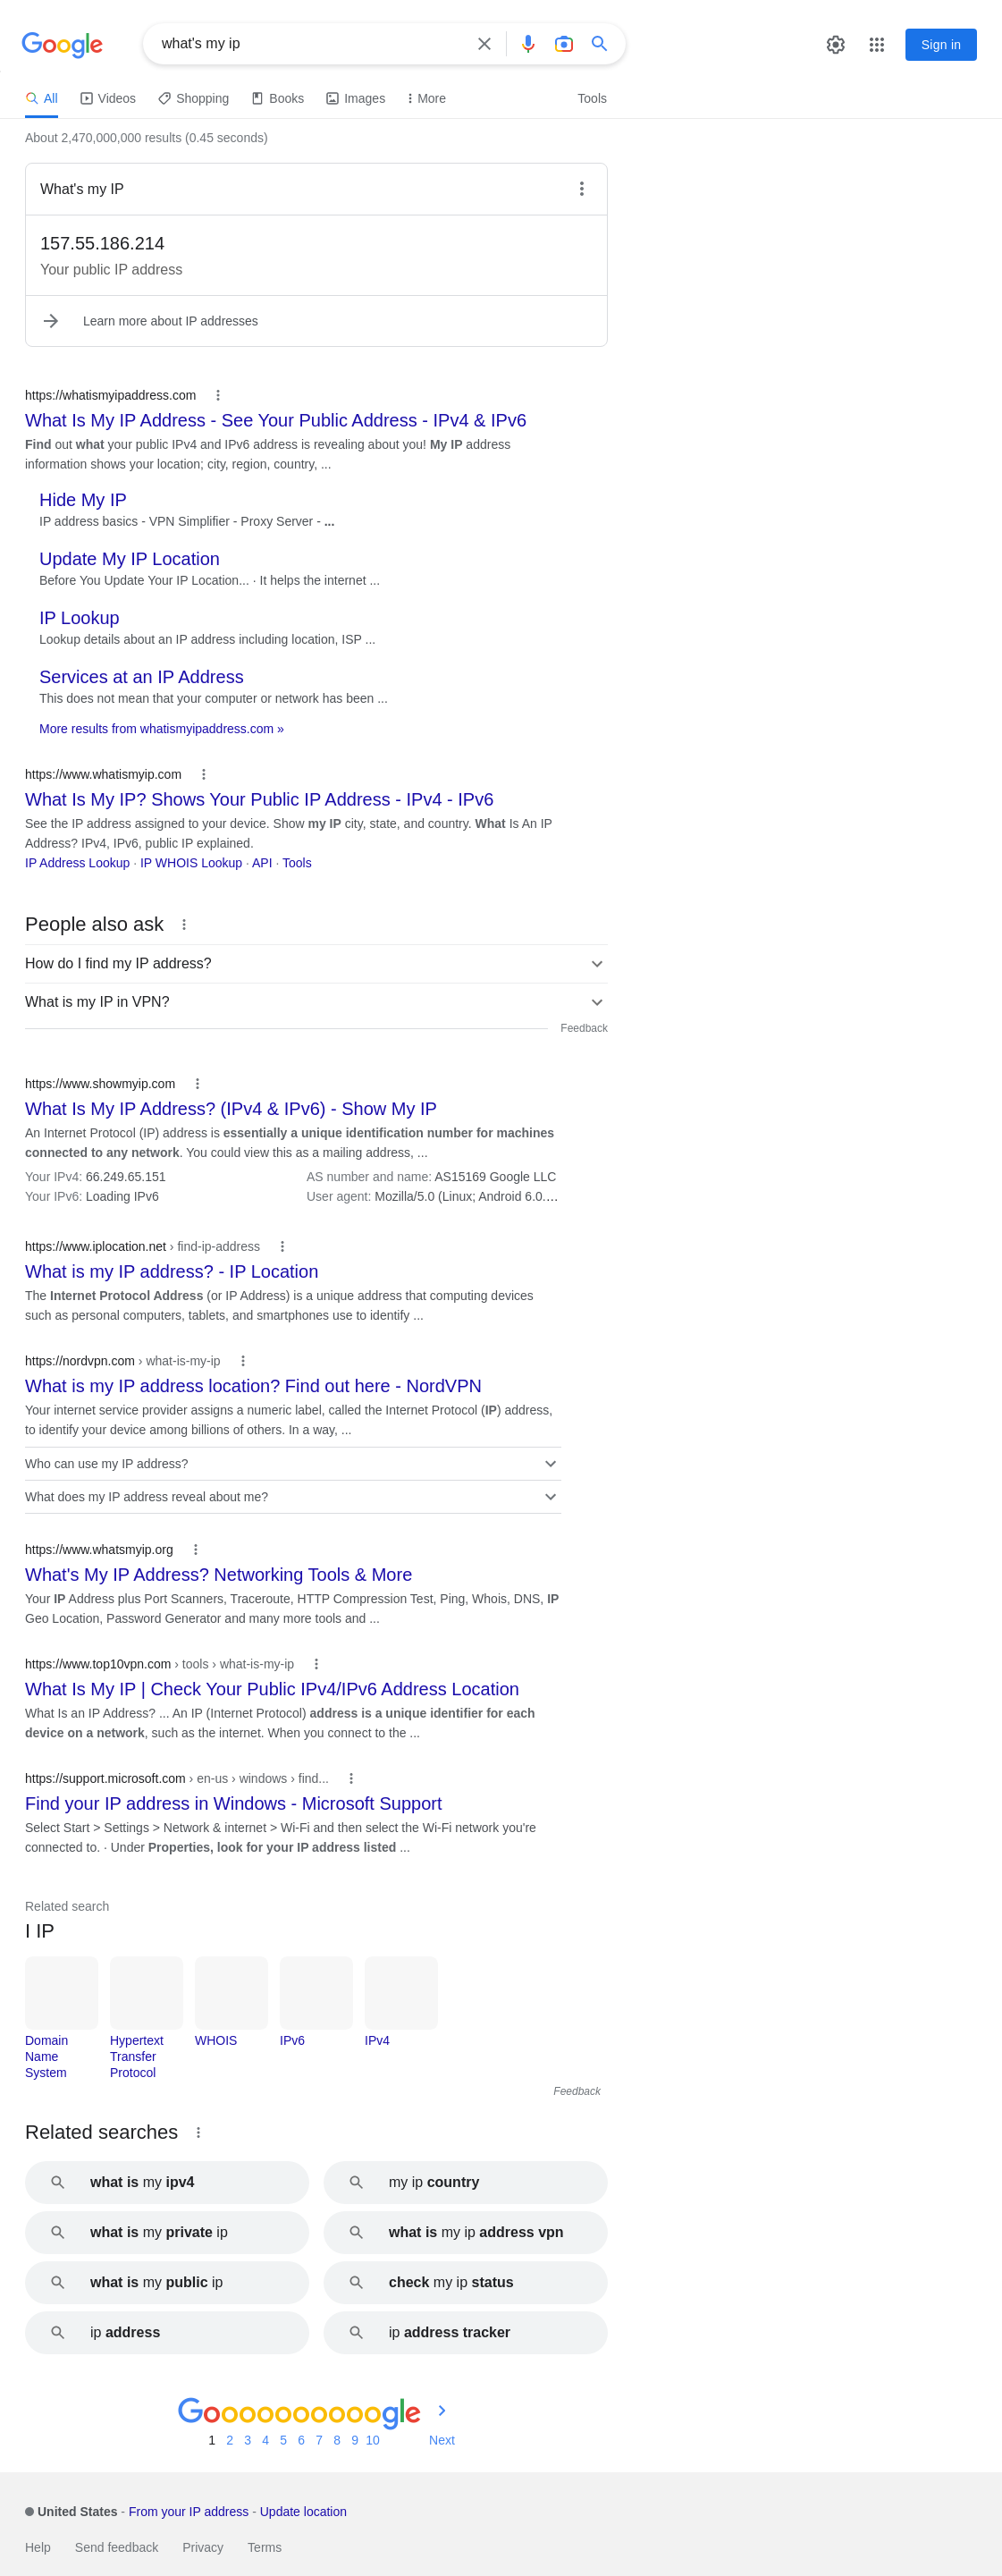 Google
what's my ip
Sign in
All Videos Shopping Books Images More Tools
About 2,470,000,000 results (0.45 seconds)
What's my IP
157.55.186.214
Your public IP address
Learn more about IP addresses
https://whatismyipaddress.com
What Is My IP Address - See Your Public Address - IPv4 & IPv6
Find out what your public IPv4 and IPv6 address is revealing about you! My IP address
information shows your location; city, region, country, ...
Hide My IP
IP address basics - VPN Simplifier - Proxy Server - ...
Update My IP Location
Before You Update Your IP Location... · It helps the internet ...
IP Lookup
Lookup details about an IP address including location, ISP ...
Services at an IP Address
This does not mean that your computer or network has been ...
More results from whatismyipaddress.com »
https://www.whatismyip.com
What Is My IP? Shows Your Public IP Address - IPv4 - IPv6
See the IP address assigned to your device. Show my IP city, state, and country. What Is An IP
Address? IPv4, IPv6, public IP explained.
IP Address Lookup · IP WHOIS Lookup · API · Tools
People also ask
How do I find my IP address?
What is my IP in VPN?
Feedback
https://www.showmyip.com
What Is My IP Address? (IPv4 & IPv6) - Show My IP
An Internet Protocol (IP) address is essentially a unique identification number for machines
connected to any network. You could view this as a mailing address, ...
Your IPv4: 66.249.65.151 AS number and name: AS15169 Google LLC
Your IPv6: Loading IPv6 User agent: Mozilla/5.0 (Linux; Android 6.0....
https://www.iplocation.net › find-ip-address
What is my IP address? - IP Location
The Internet Protocol Address (or IP Address) is a unique address that computing devices
such as personal computers, tablets, and smartphones use to identify ...
https://nordvpn.com › what-is-my-ip
What is my IP address location? Find out here - NordVPN
Your internet service provider assigns a numeric label, called the Internet Protocol (IP) address,
to identify your device among billions of others. In a way, ...
Who can use my IP address?
What does my IP address reveal about me?
https://www.whatsmyip.org
What's My IP Address? Networking Tools & More
Your IP Address plus Port Scanners, Traceroute, HTTP Compression Test, Ping, Whois, DNS, IP
Geo Location, Password Generator and many more tools and ...
https://www.top10vpn.com › tools › what-is-my-ip
What Is My IP | Check Your Public IPv4/IPv6 Address Location
What Is an IP Address? ... An IP (Internet Protocol) address is a unique identifier for each
device on a network, such as the internet. When you connect to the ...
https://support.microsoft.com › en-us › windows › find...
Find your IP address in Windows - Microsoft Support
Select Start > Settings > Network & internet > Wi-Fi and then select the Wi-Fi network you're
connected to. · Under Properties, look for your IP address listed ...
Related search
I IP
Domain Name System
Hypertext Transfer Protocol
WHOIS
IPv6
IPv4
Feedback
Related searches
what is my ipv4
my ip country
what is my private ip
what is my ip address vpn
what is my public ip
check my ip status
ip address
ip address tracker
Goooooooooogle
1 2 3 4 5 6 7 8 9 10 Next
United States - From your IP address - Update location
Help Send feedback Privacy Terms